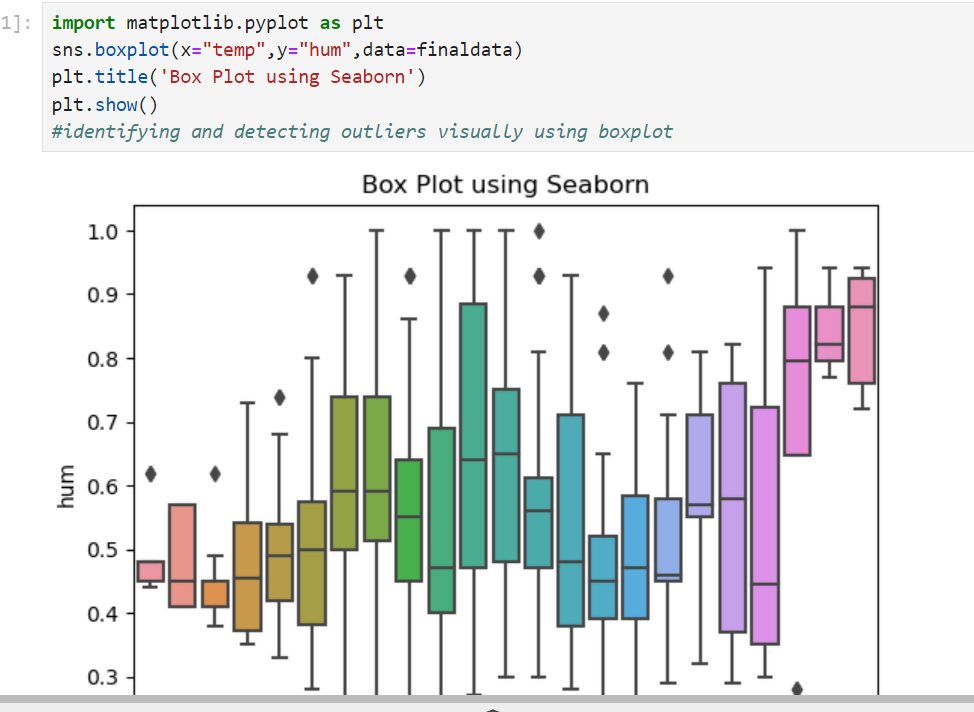 1]:
import matplotlib.pyplot as plt
sns.boxplot(x="temp",y="hum",data=finaldata)
plt.title('Box Plot using Seaborn')
plt.show()
#identifying and detecting outliers visually using boxplot
Box Plot using Seaborn
1.0
0.9
0.8
0.7
0.6
hum
0.5
0.4
0.3